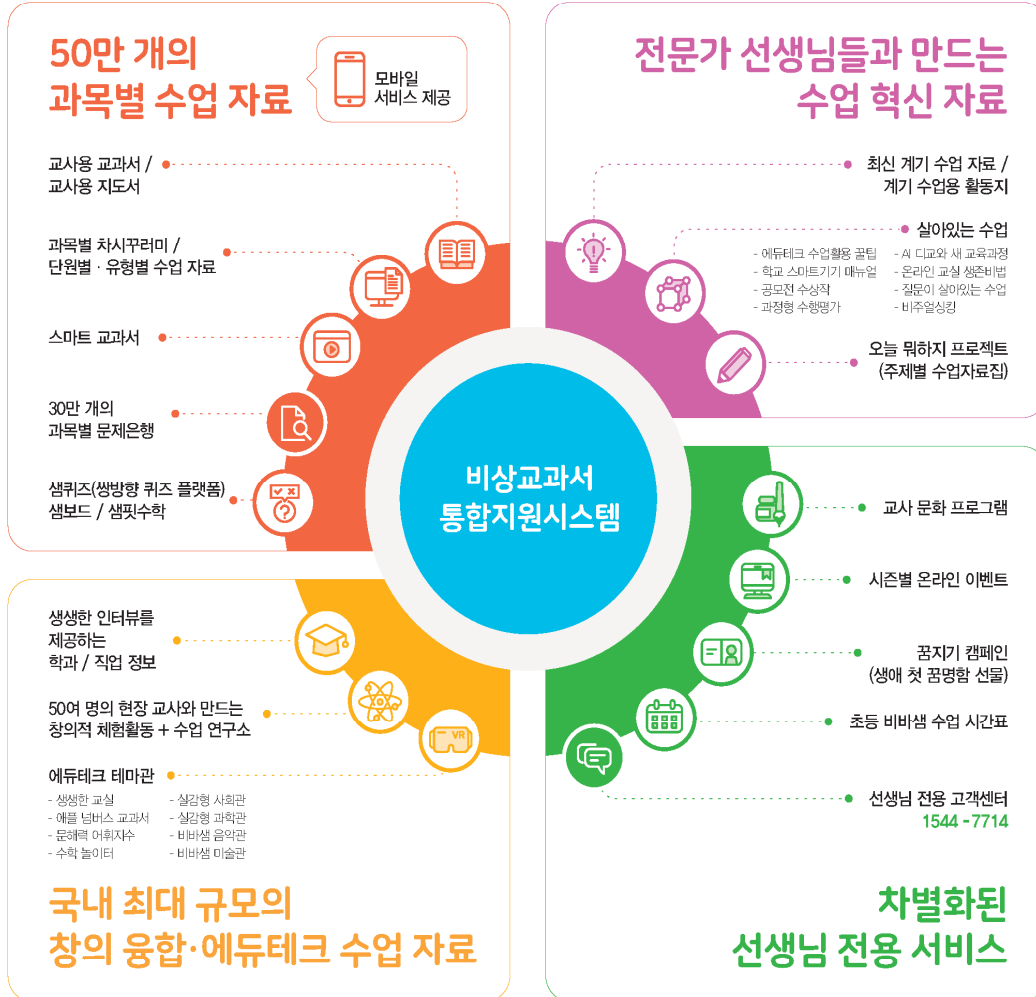 50만 개의
과목별 수업 자료
모바일
서비스 제공
교사용 교과서 /
교사용 지도서
과목별 차시꾸러미 /
단원별 · 유형별 수업 자료
스마트 교과서
30만 개의
과목별 문제은행
샘퀴즈(쌍방향 퀴즈 플랫폼)
샘보드 / 샘핏수학
전문가 선생님들과 만드는
수업 혁신 자료
최신 계기 수업 자료 /
계기 수업용 활동지
살아있는 수업
- 에듀테크 수업활용 꿀팁
- 학교 스마트기기 매뉴얼
- 공모전 수상작
- 과정형 수행평가
- AI 디교와 새 교육과정
- 온라인 교실 생존비법
- 질문이 살아있는 수업
- 비주얼싱킹
오늘 뭐하지 프로젝트
(주제별 수업자료집)
비상교과서
통합지원시스템
생생한 인터뷰를
제공하는
학과 / 직업 정보
50여 명의 현장 교사와 만드는
창의적 체험활동 + 수업 연구소
VR
에듀테크 테마관
- 생생한 교실
- 애플 넘버스 교과서
- 문해력 어휘지수
- 수학 놀이터
- 실감형 사회관
- 실감형 과학관
- 비바샘 음악관
- 비바샘 미술관
국내 최대 규모의
창의 융합·에듀테크 수업 자료
교사 문화 프로그램
시즌별 온라인 이벤트
꿈지기 캠페인
(생애 첫 꿈명함 선물)
초등 비바샘 수업 시간표
선생님 전용 고객센터
1544 - 7714
차별화된
선생님 전용 서비스